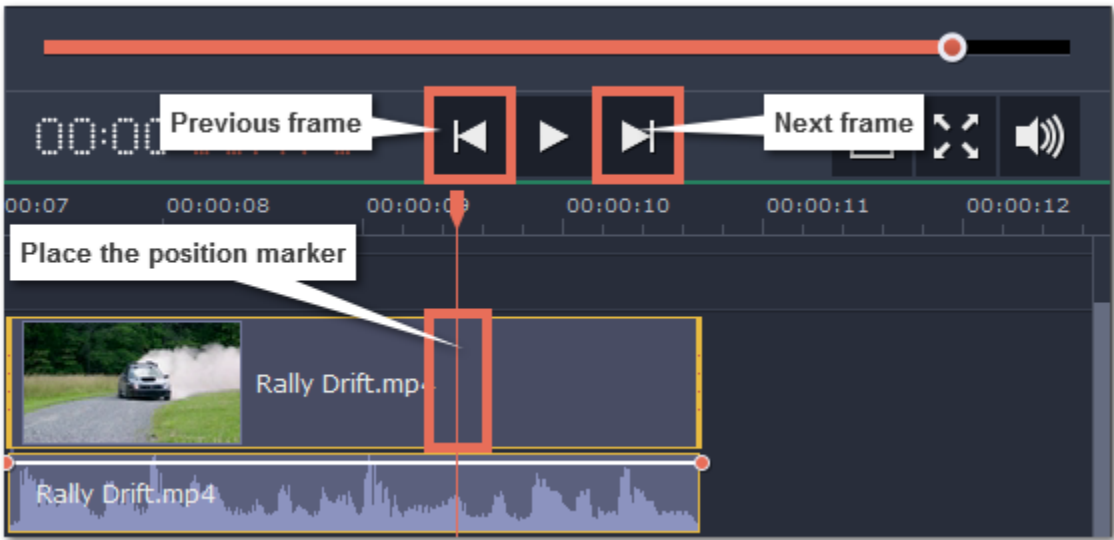 00:00
Previous frame
Next frame
00:07 00:00:08 00:00:09 00:00:10 00:00:11 00:00:12
Place the position marker
Rally Drift.mp4
Rally Drift.mp4